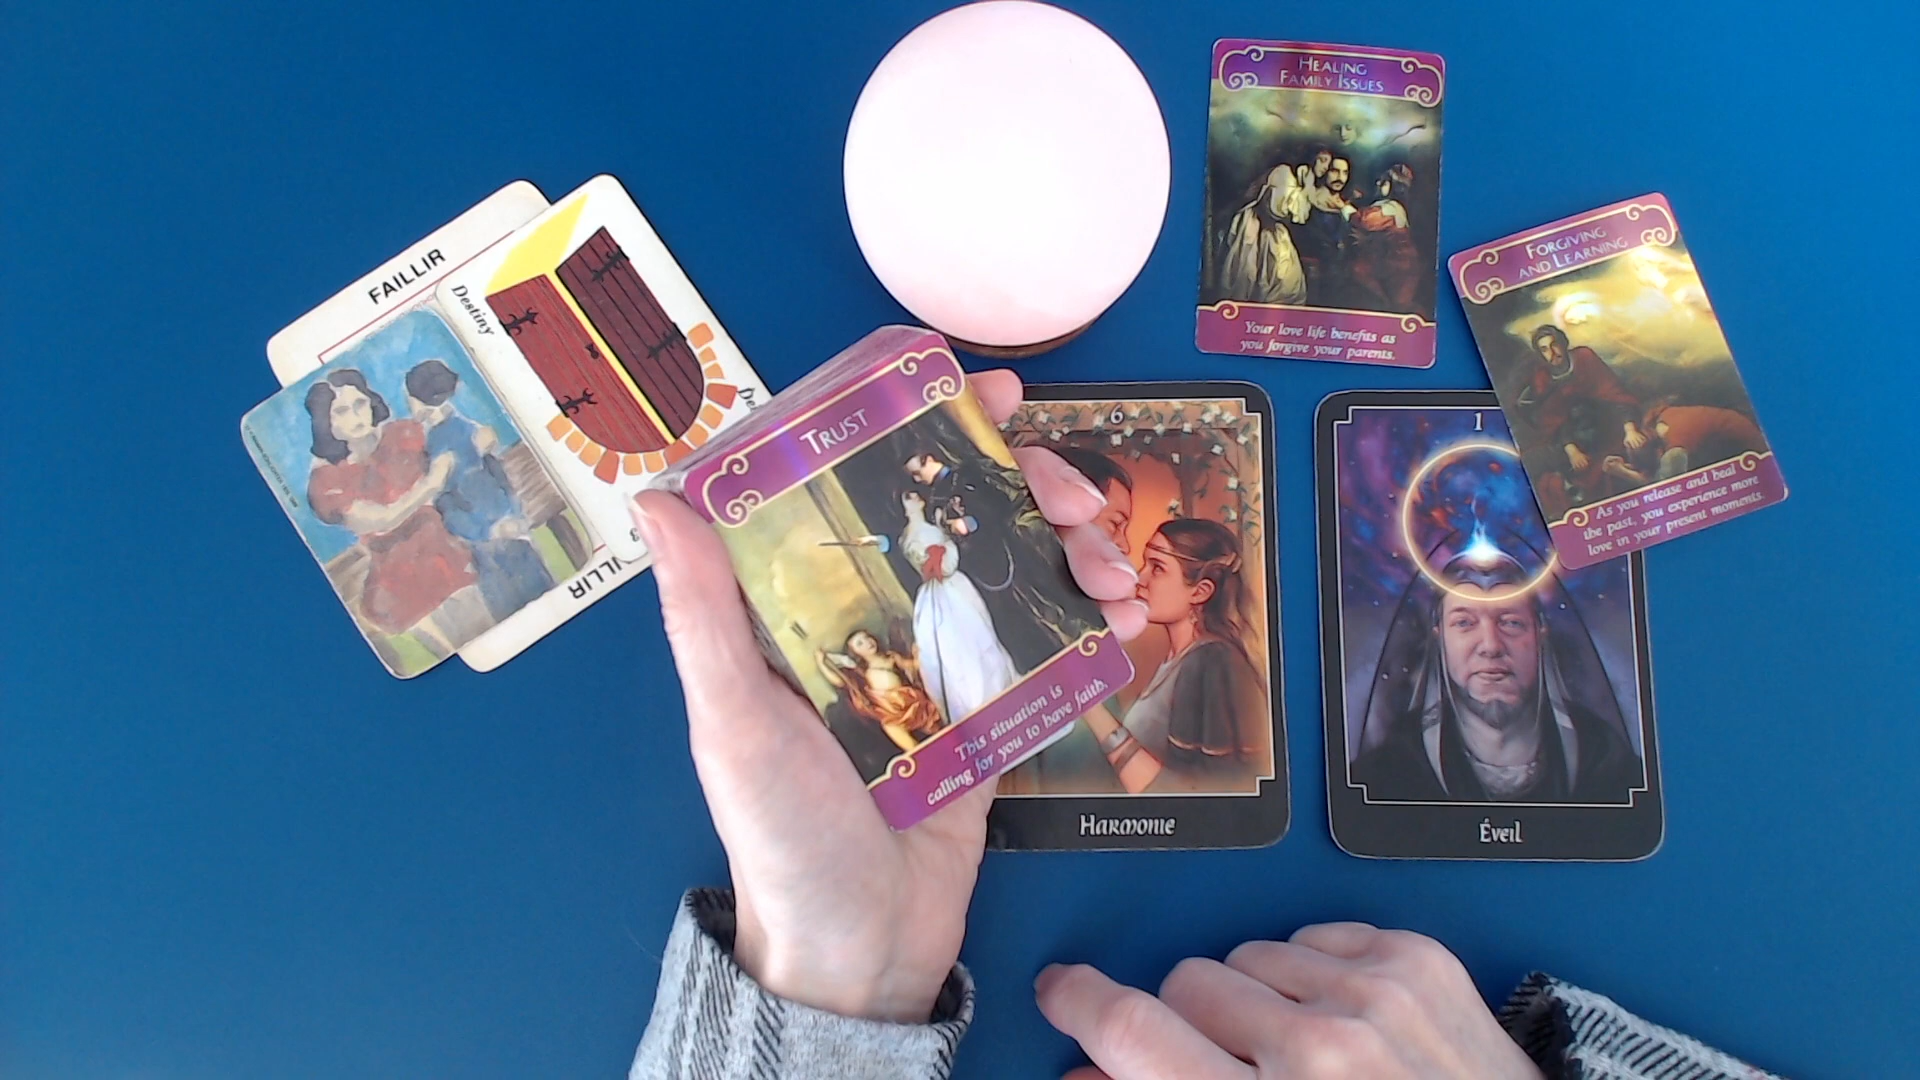 FAILLIR
Destiny
TRUST
This situation is
calling for you to have faith.
HEALING
FAMILY ISSUES
Your love life benefits as
you forgive your parents.
FORGIVING
AND LEARNING
As you release and heal
the past, you experience more
love in your present moments.
6
Harmonie
1
Éveil
De
ILLIR